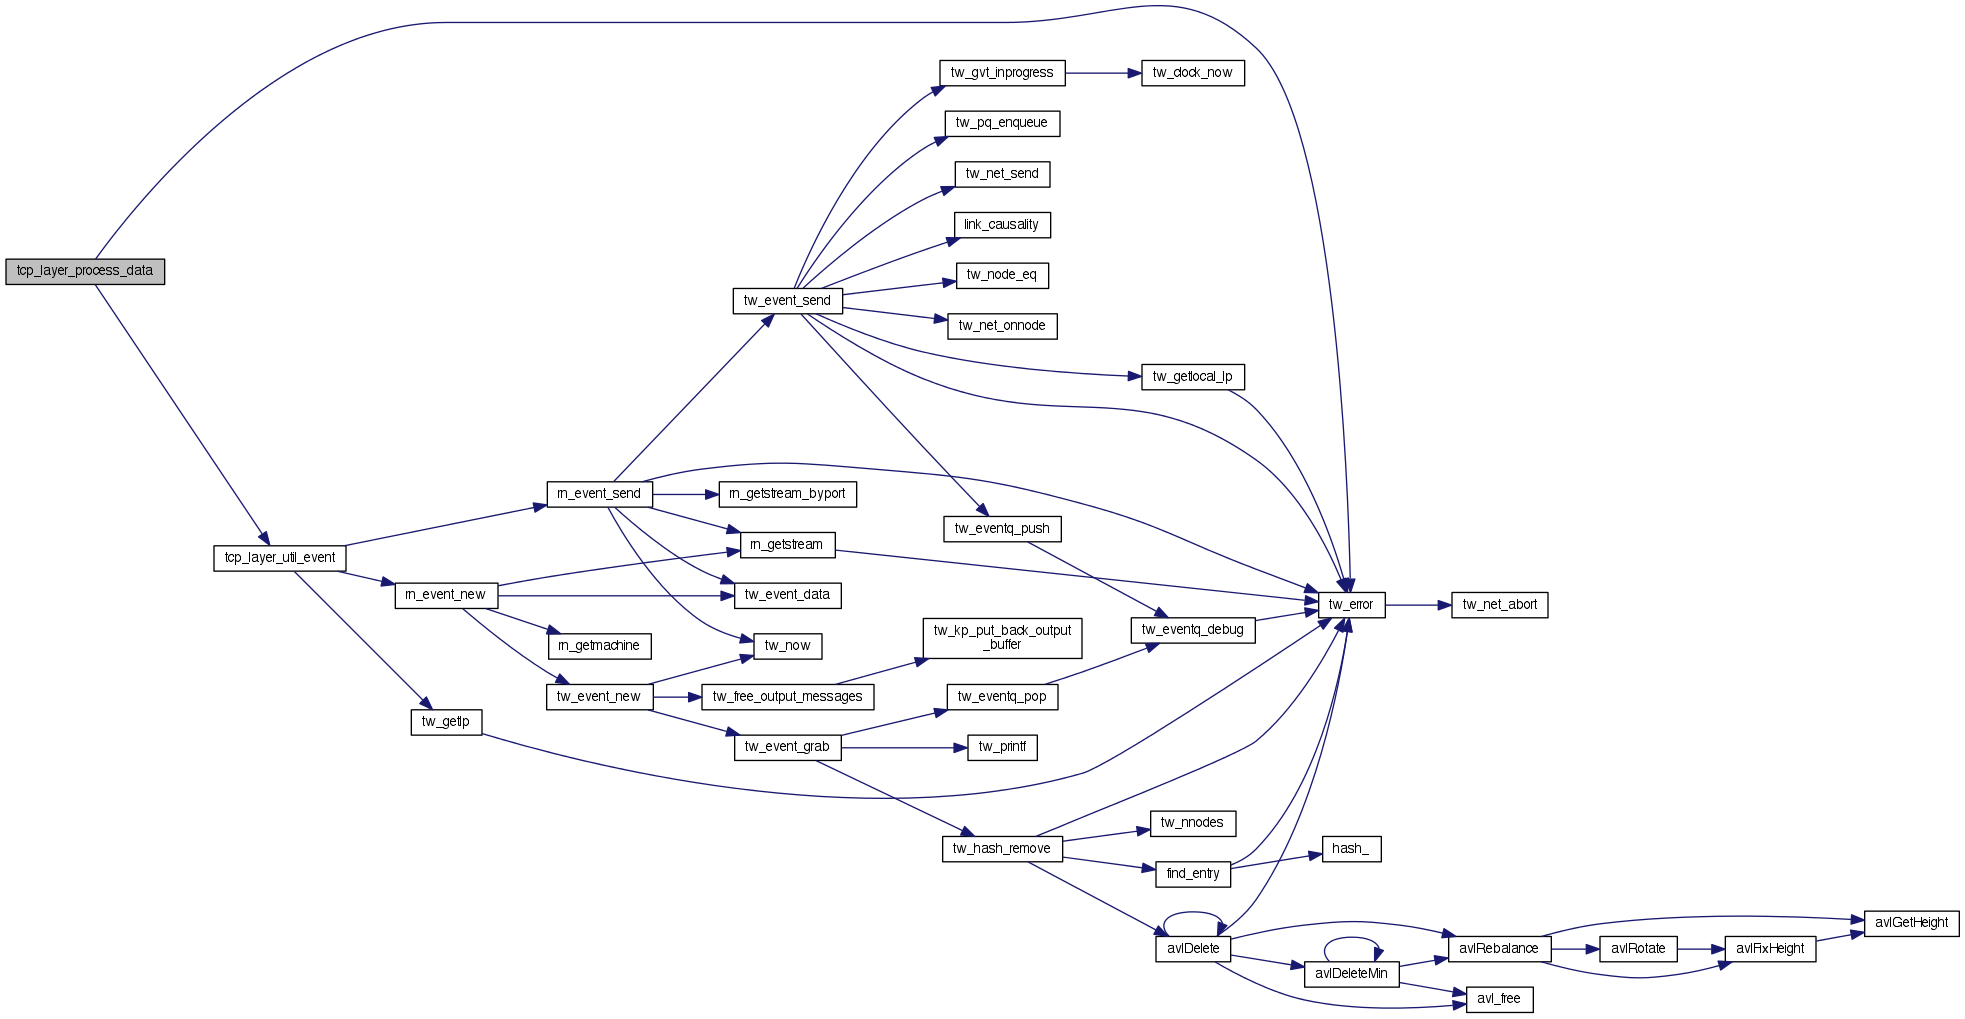 tw_gvt_inprogress
tw_clock_now
tw_pq_enqueue
tw_net_send
link_causality
tcp_layer_process_data
tw_node_eq
tw_event_send
tw_net_onnode
tw_getlocal_lp
rn_event_send
rn_getstream_byport
tw_eventq_push
rn_getstream
tcp_layer_util_event
rn_event_new
tw_event_data
tw_error
tw_net_abort
tw_kp_put_back_output
_buffer
tw_eventq_debug
rn_getmachine
tw_now
tw_event_new
tw_free_output_messages
tw_eventq_pop
tw_getlp
tw_event_grab
tw_printf
tw_nnodes
tw_hash_remove
hash_
find_entry
avlGetHeight
avlDelete
avlRebalance
avlRotate
avlFixHeight
avlDeleteMin
avl_free